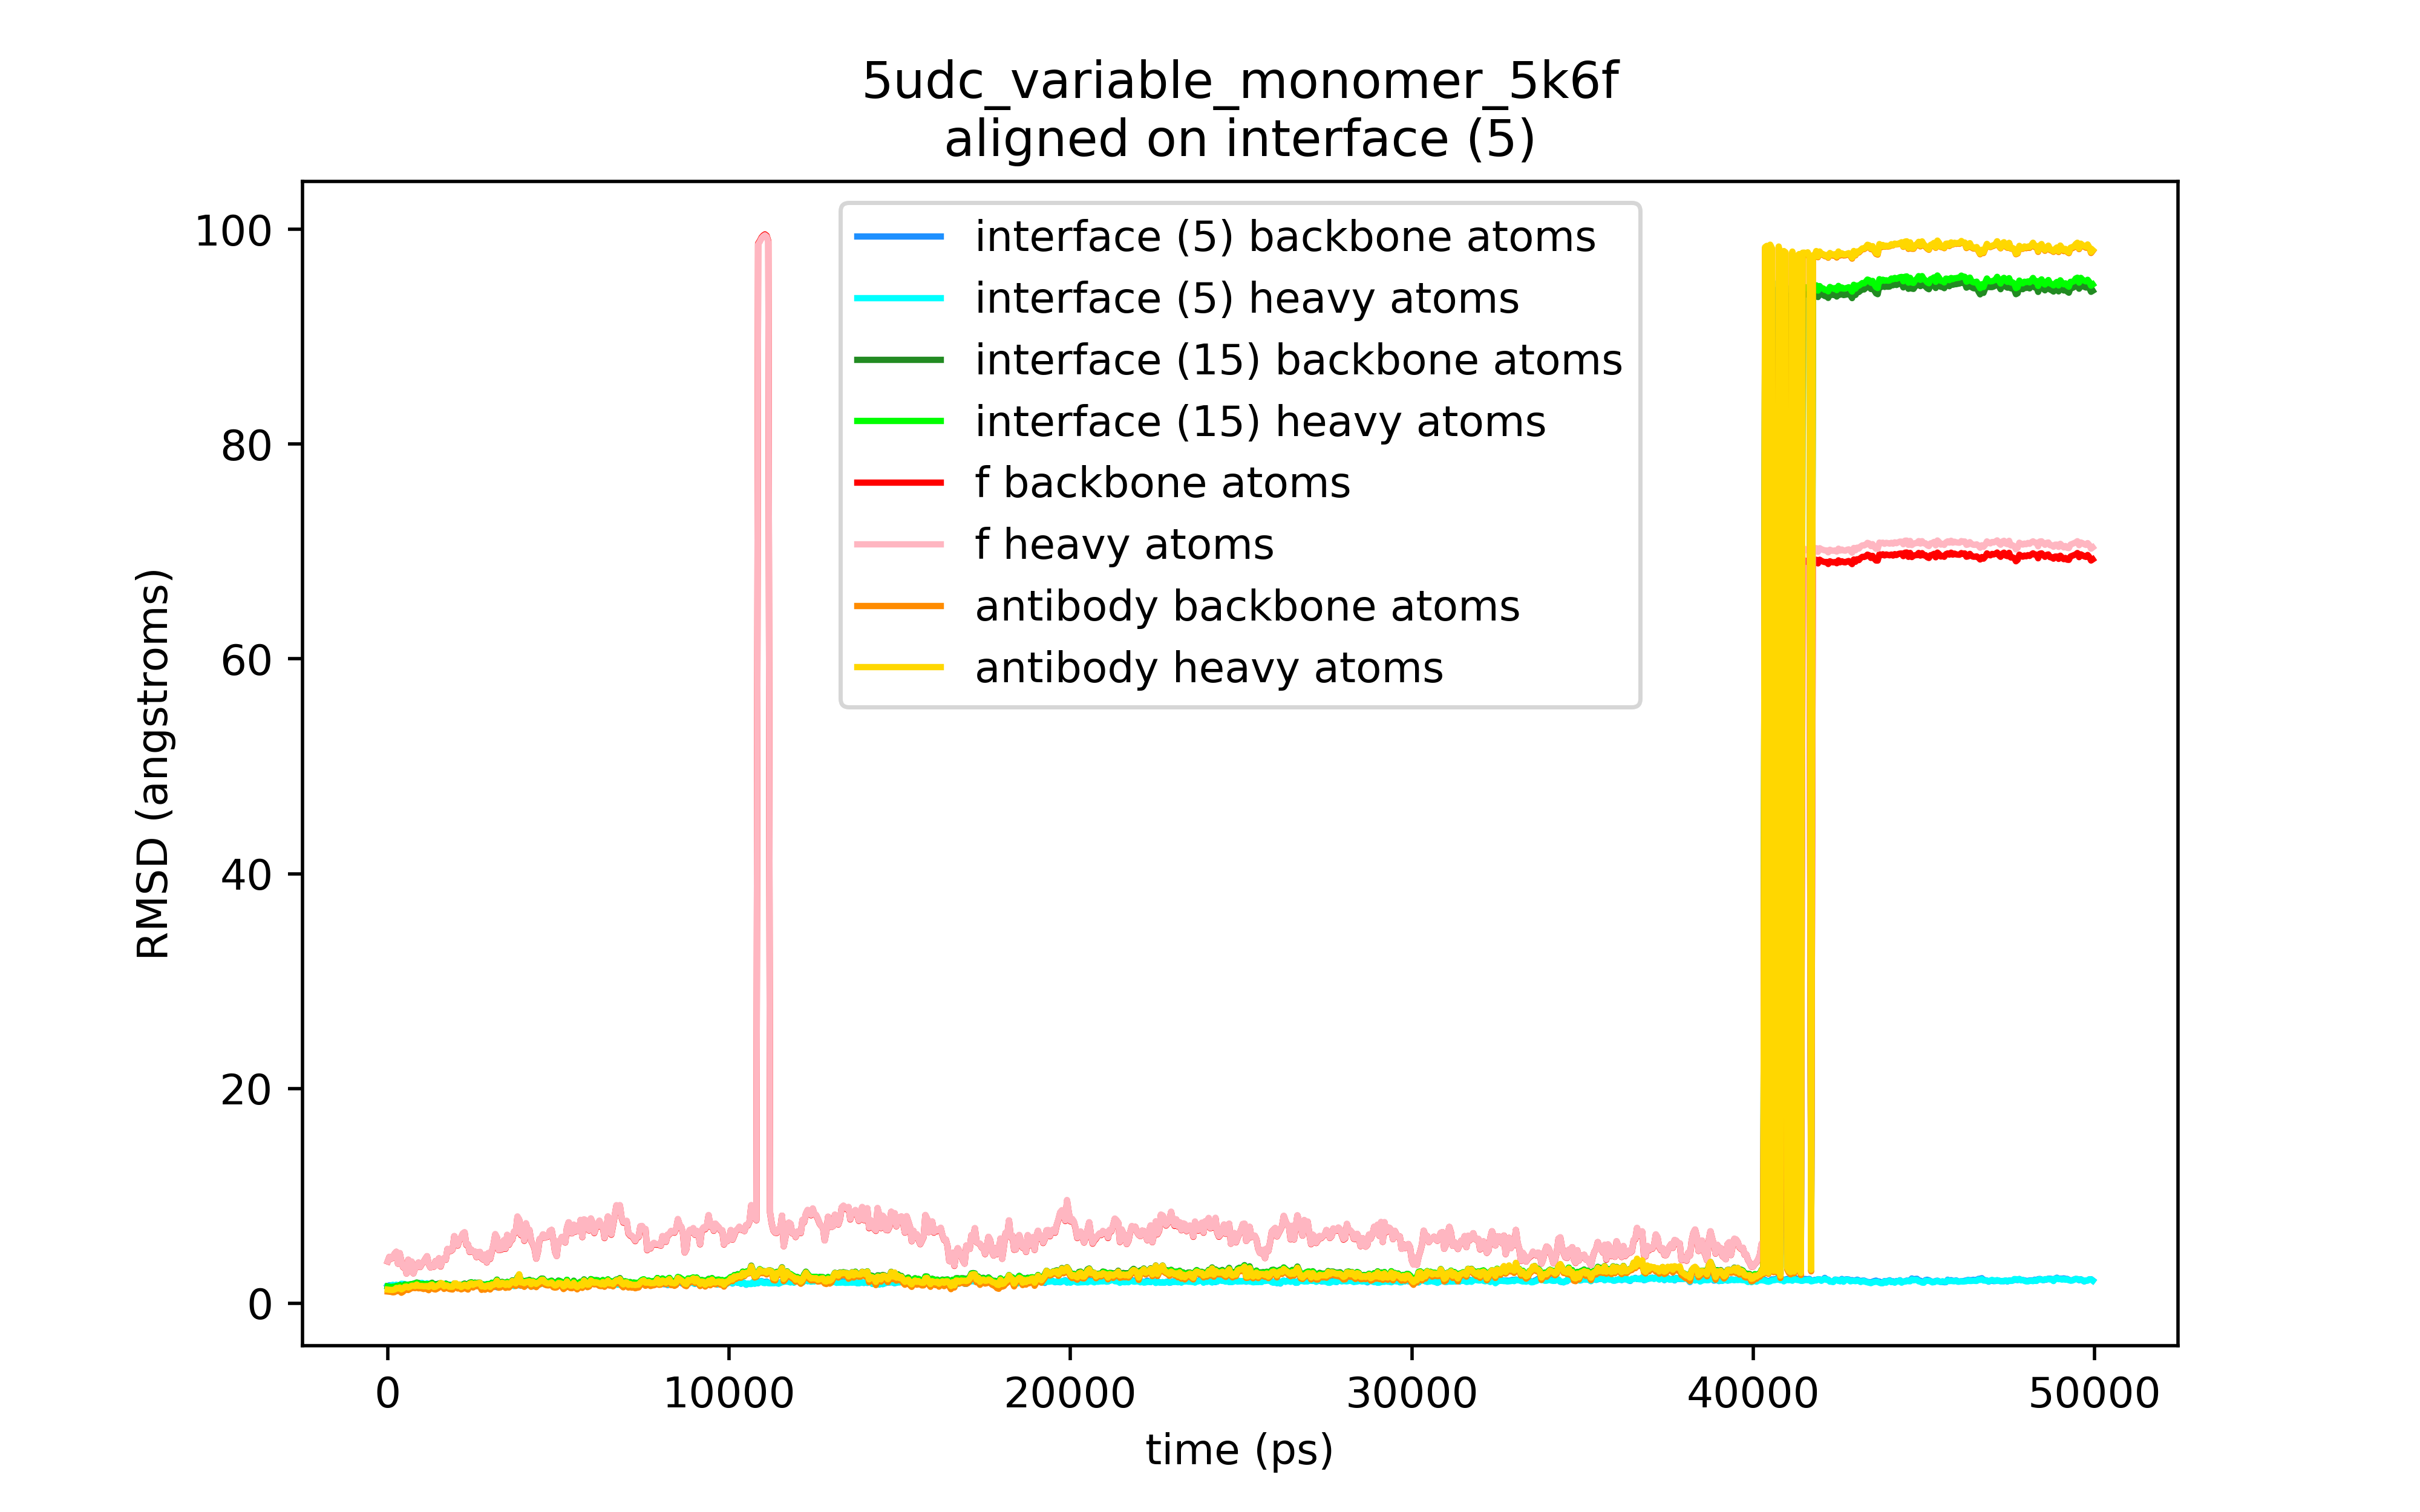 5udc_variable_monomer_5k6f
aligned on interface (5)
interface (5) backbone atoms
interface (5) heavy atoms
interface (15) backbone atoms
interface (15) heavy atoms
f backbone atoms
f heavy atoms
antibody backbone atoms
antibody heavy atoms
RMSD (angstroms)
100
80
60
40
20
0
0 10000 20000 30000 40000 50000
time (ps)